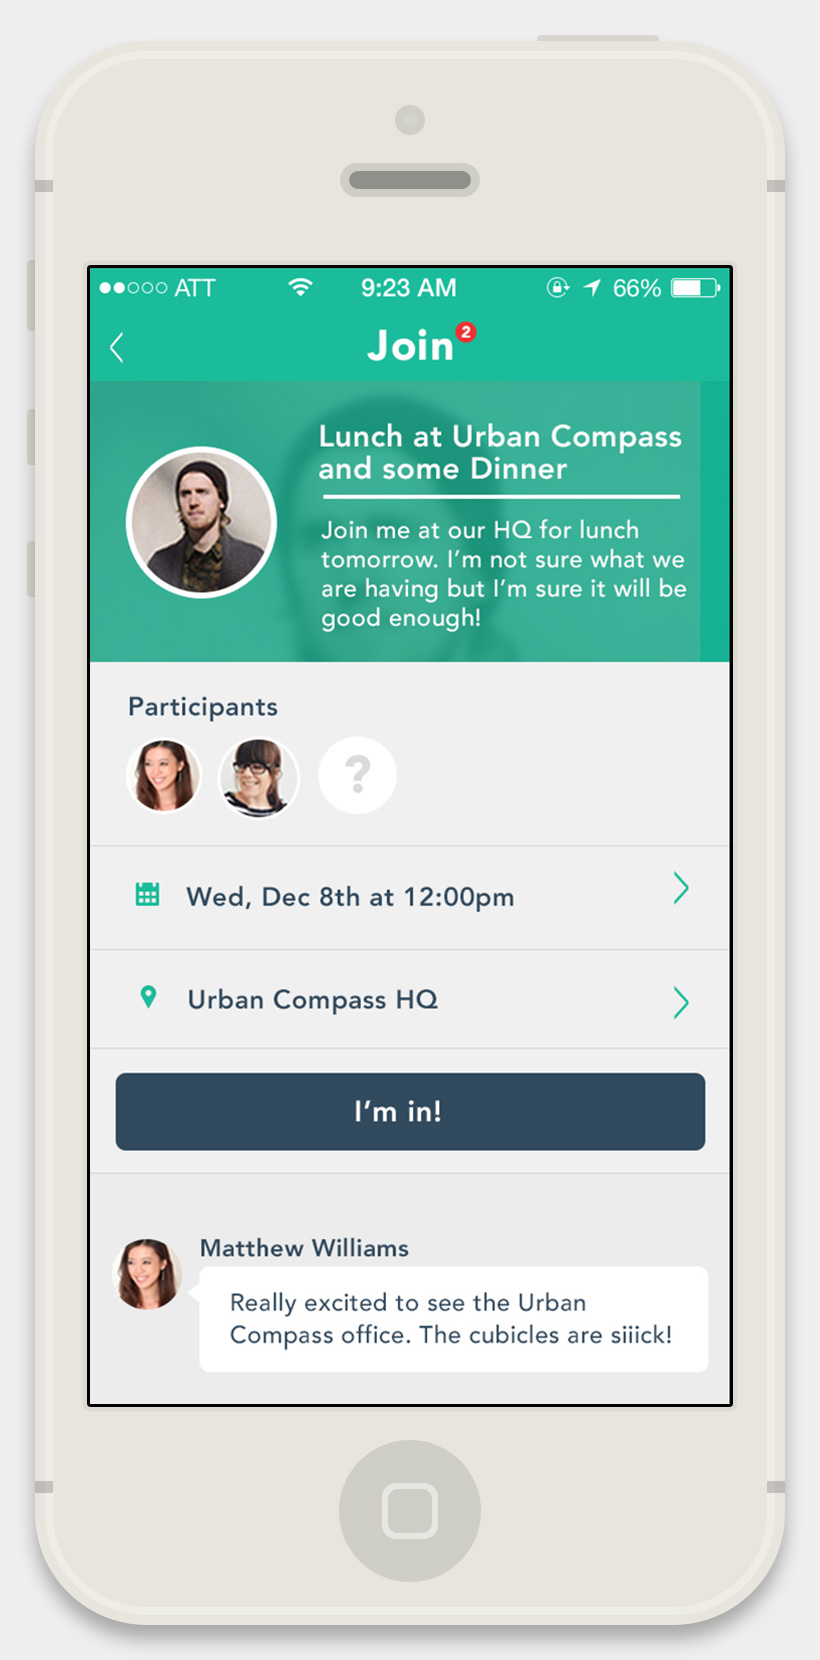 ATT 9:23 AM 66%
Join 2
Lunch at Urban Compass
and some Dinner
Join me at our HQ for lunch
tomorrow. I'm not sure what we
are having but I'm sure it will be
good enough!
Participants
?
Wed, Dec 8th at 12:00pm
Urban Compass HQ
I'm in!
Matthew Williams
Really excited to see the Urban
Compass office. The cubicles are siiick!